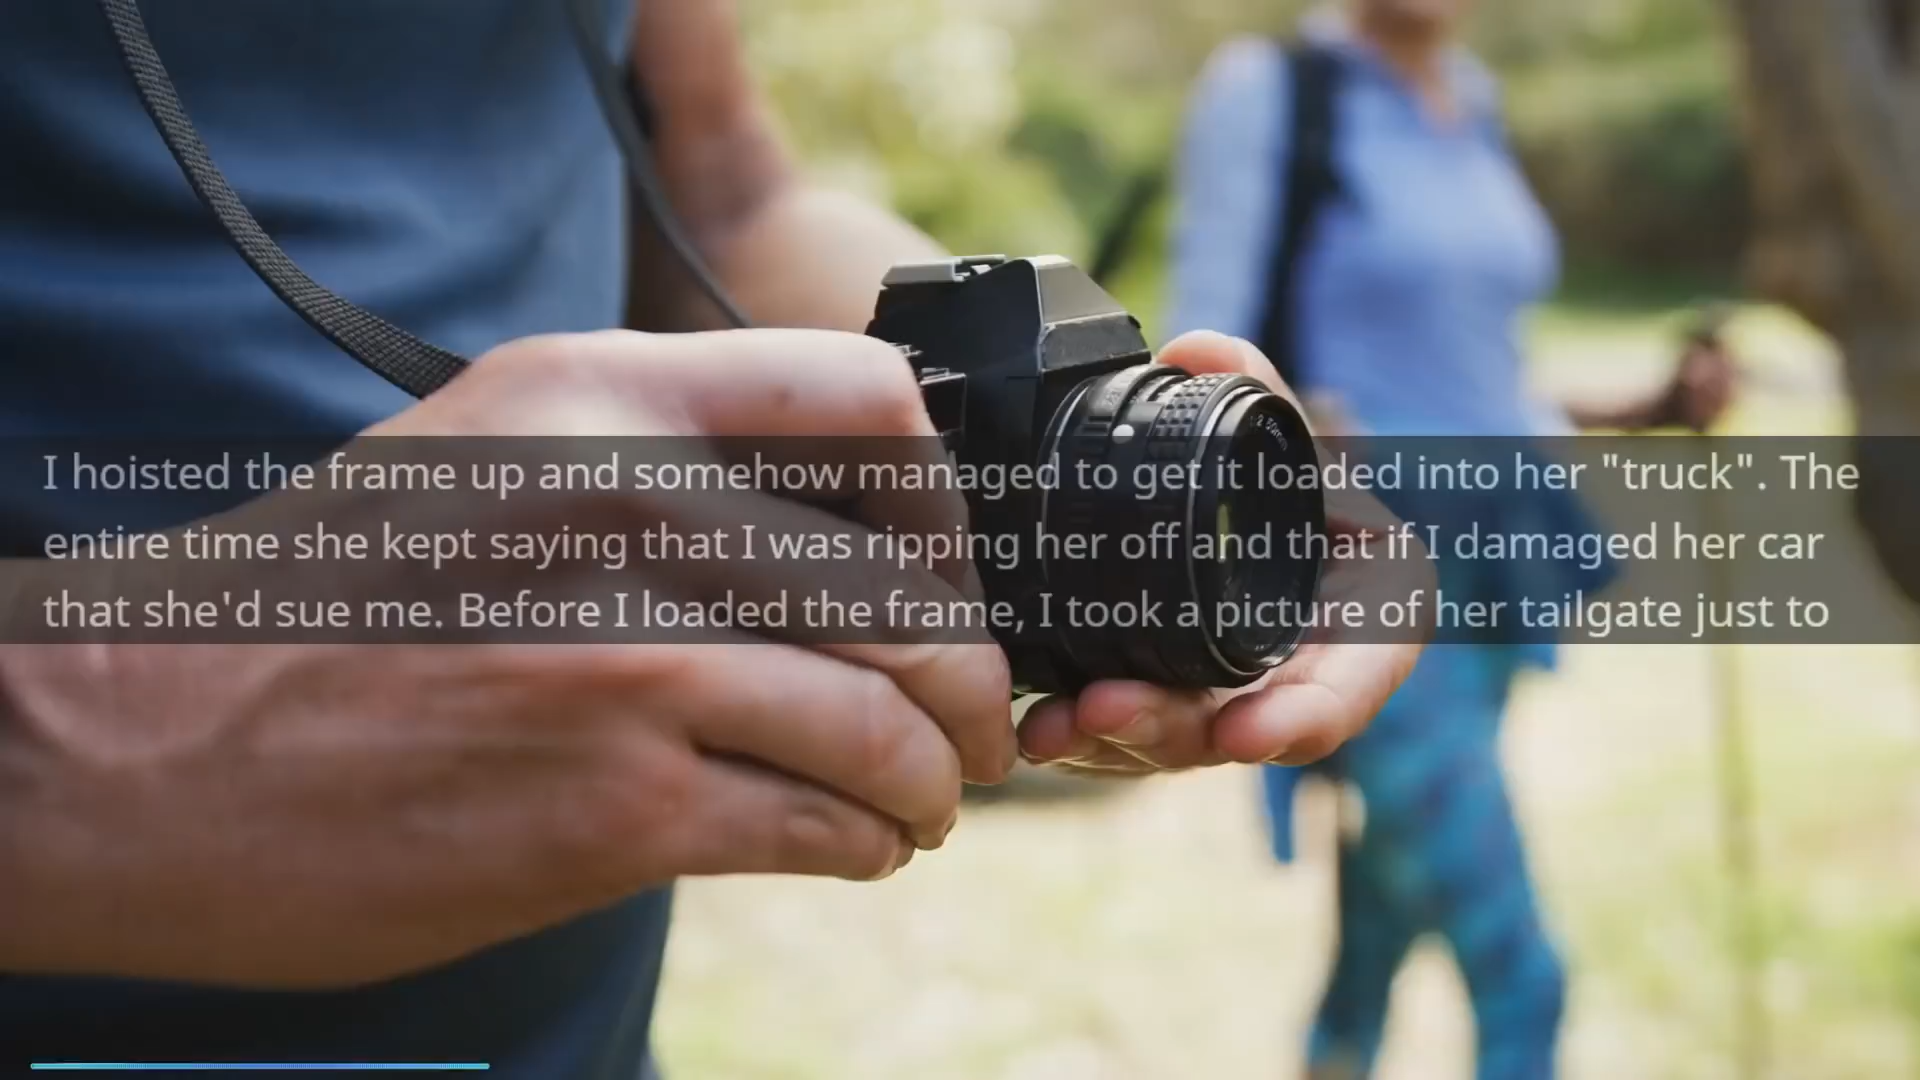 I hoisted the frame up and somehow managed to get it loaded into her "truck". The
entire time she kept saying that I was ripping her off and that if I damaged her car
that she'd sue me. Before I loaded the frame, I took a picture of her tailgate just to